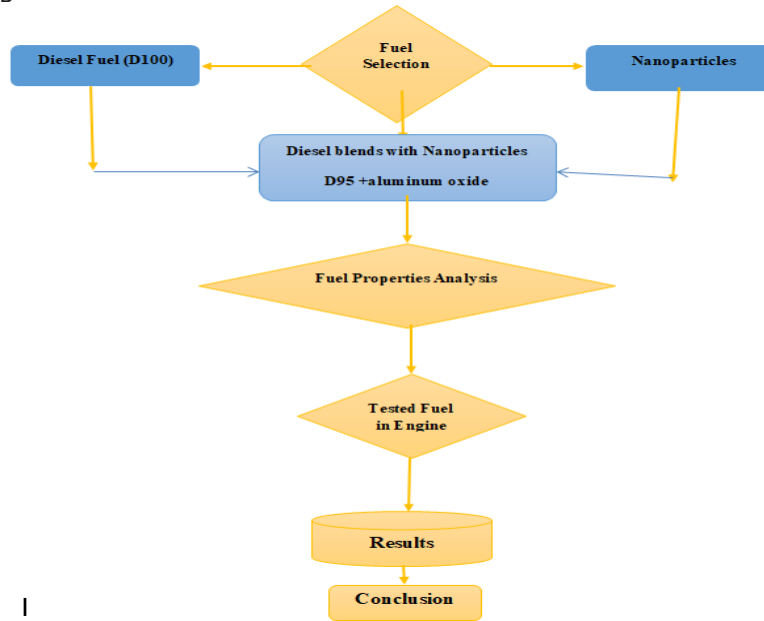 Fuel
Selection
Diesel Fuel (D100)
Nanoparticles
Diesel blends with Nanoparticles
D95 +aluminum oxide
Fuel Properties Analysis
Tested Fuel
in Engine
Results
Conclusion
I